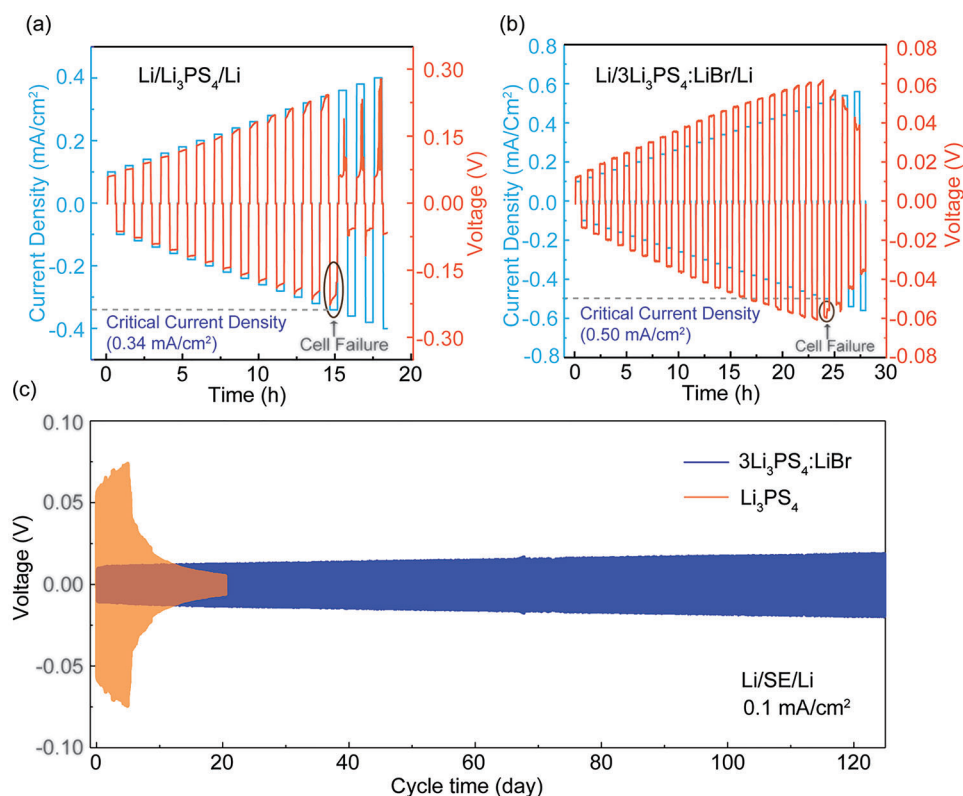 (a)
Li/Li₃PS₄/Li
Current Density (mA/cm²)
0.4
0.2
0.0
-0.2
-0.4
0.30
0.15
0.00
-0.15
-0.30
Voltage (V)
Critical Current Density
(0.34 mA/cm²)
Cell Failure
0
5
10
15
20
Time (h)
(b)
Li/3Li₃PS₄:LiBr/Li
Current Density (mA/Cm²)
0.8
0.6
0.4
0.2
0.0
-0.2
-0.4
-0.6
-0.8
0.08
0.06
0.04
0.02
0.00
-0.02
-0.04
-0.06
-0.08
Voltage (V)
Critical Current Density
(0.50 mA/cm²)
Cell Failure
0
5
10
15
20
25
30
Time (h)
(c)
Voltage (V)
0.10
0.05
0.00
-0.05
-0.10
3Li₃PS₄:LiBr
Li₃PS₄
Li/SE/Li
0.1 mA/cm²
0
20
40
60
80
100
120
Cycle time (day)